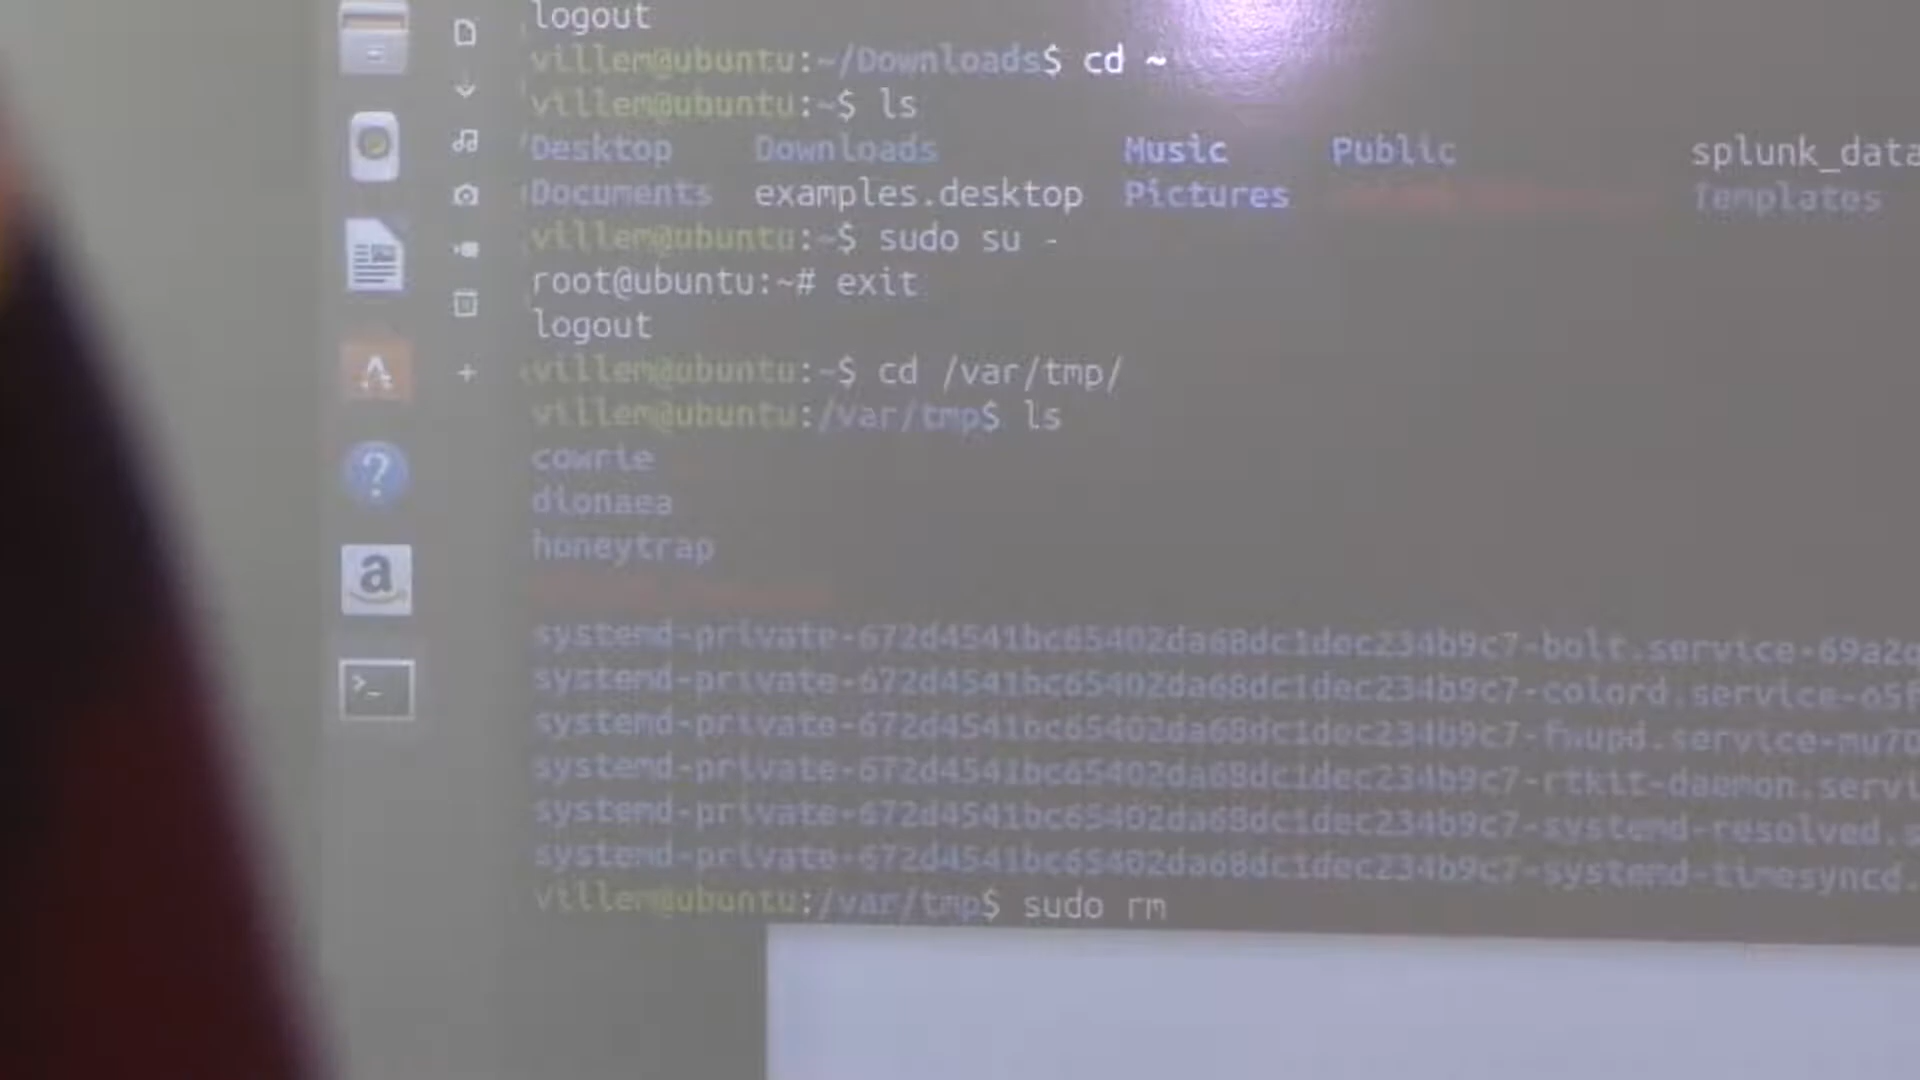 logout
villem@ubuntu:~/Downloads$ cd ~
villem@ubuntu:~$ ls
Desktop Downloads Music Public splunk_data
Documents examples.desktop Pictures Templates
villem@ubuntu:~$ sudo su -
root@ubuntu:~# exit
logout
villem@ubuntu:~$ cd /var/tmp/
villem@ubuntu:/var/tmp$ ls
cowrie
dionaea
honeytrap
systemd-private-672d4541bc65402da68dc1dec234b9c7-bolt.service-69a2q
systemd-private-672d4541bc65402da68dc1dec234b9c7-colord.service-o5f
systemd-private-672d4541bc65402da68dc1dec234b9c7-fwupd.service-mu70
systemd-private-672d4541bc65402da68dc1dec234b9c7-rtkit-daemon.servi
systemd-private-672d4541bc65402da68dc1dec234b9c7-systemd-resolved.s
systemd-private-672d4541bc65402da68dc1dec234b9c7-systemd-timesyncd.
villem@ubuntu:/var/tmp$ sudo rm